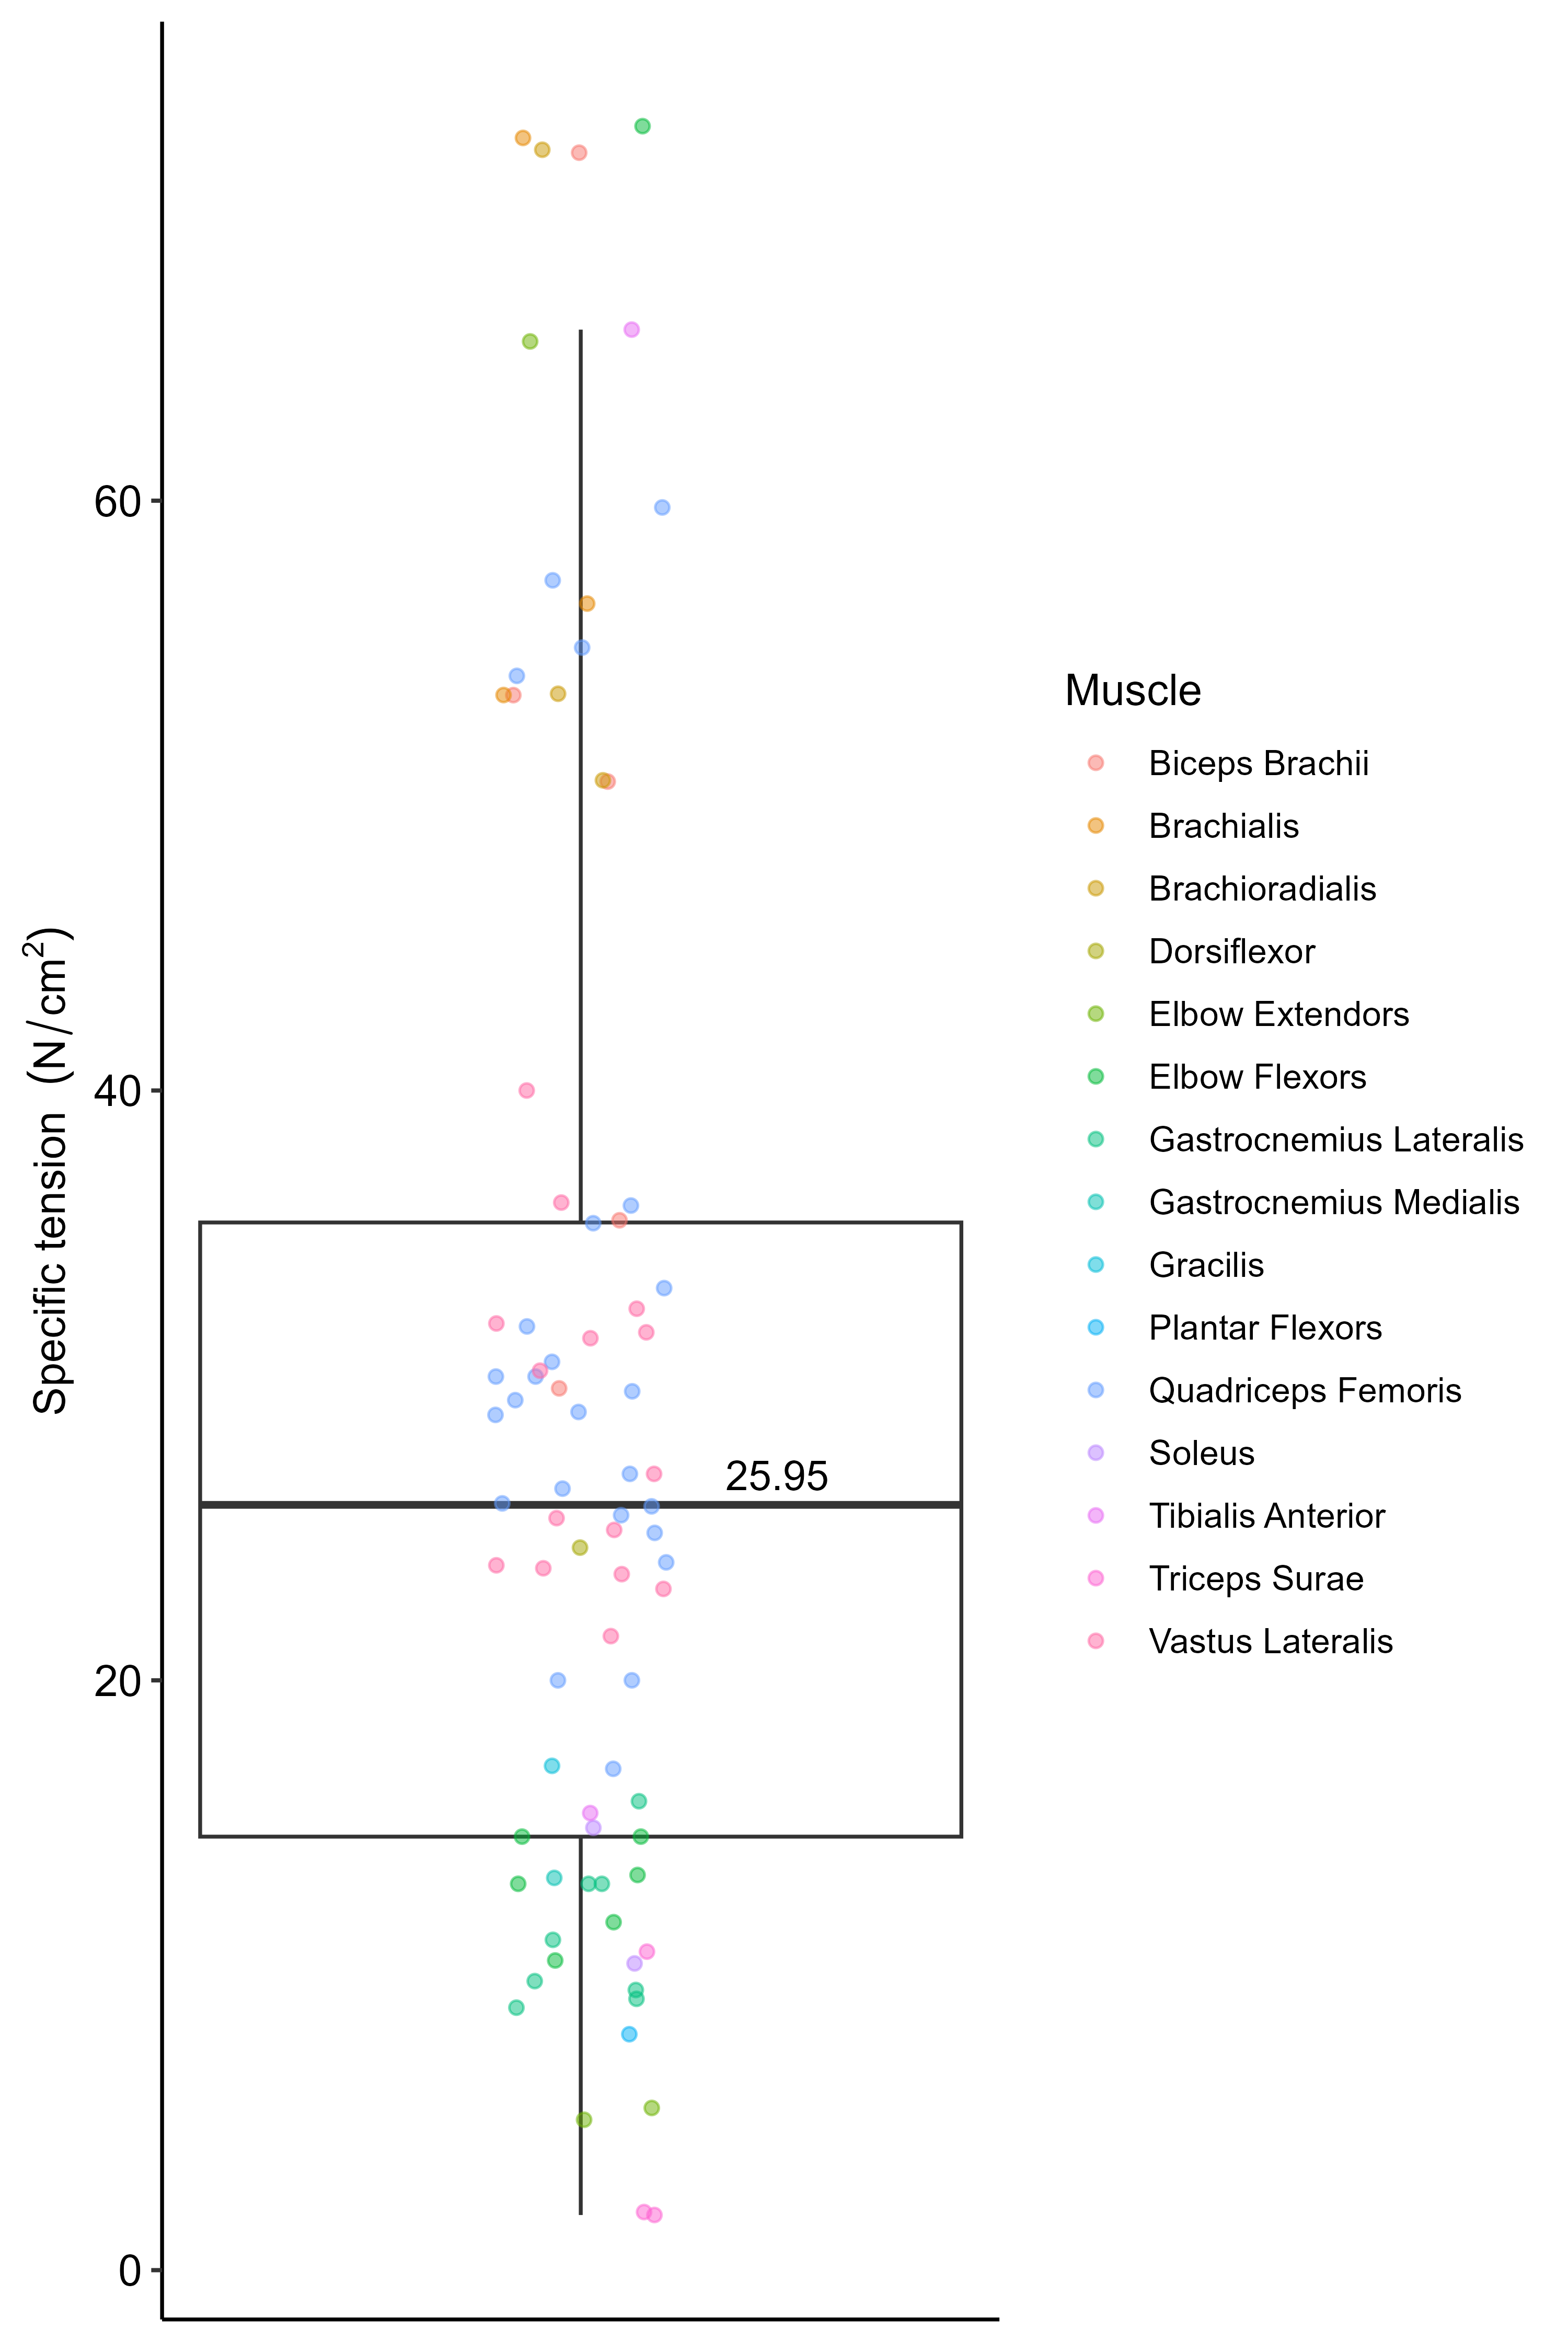 Specific tension (N/cm²)
60
40
20
0
25.95
Muscle
Biceps Brachii
Brachialis
Brachioradialis
Dorsiflexor
Elbow Extendors
Elbow Flexors
Gastrocnemius Lateralis
Gastrocnemius Medialis
Gracilis
Plantar Flexors
Quadriceps Femoris
Soleus
Tibialis Anterior
Triceps Surae
Vastus Lateralis